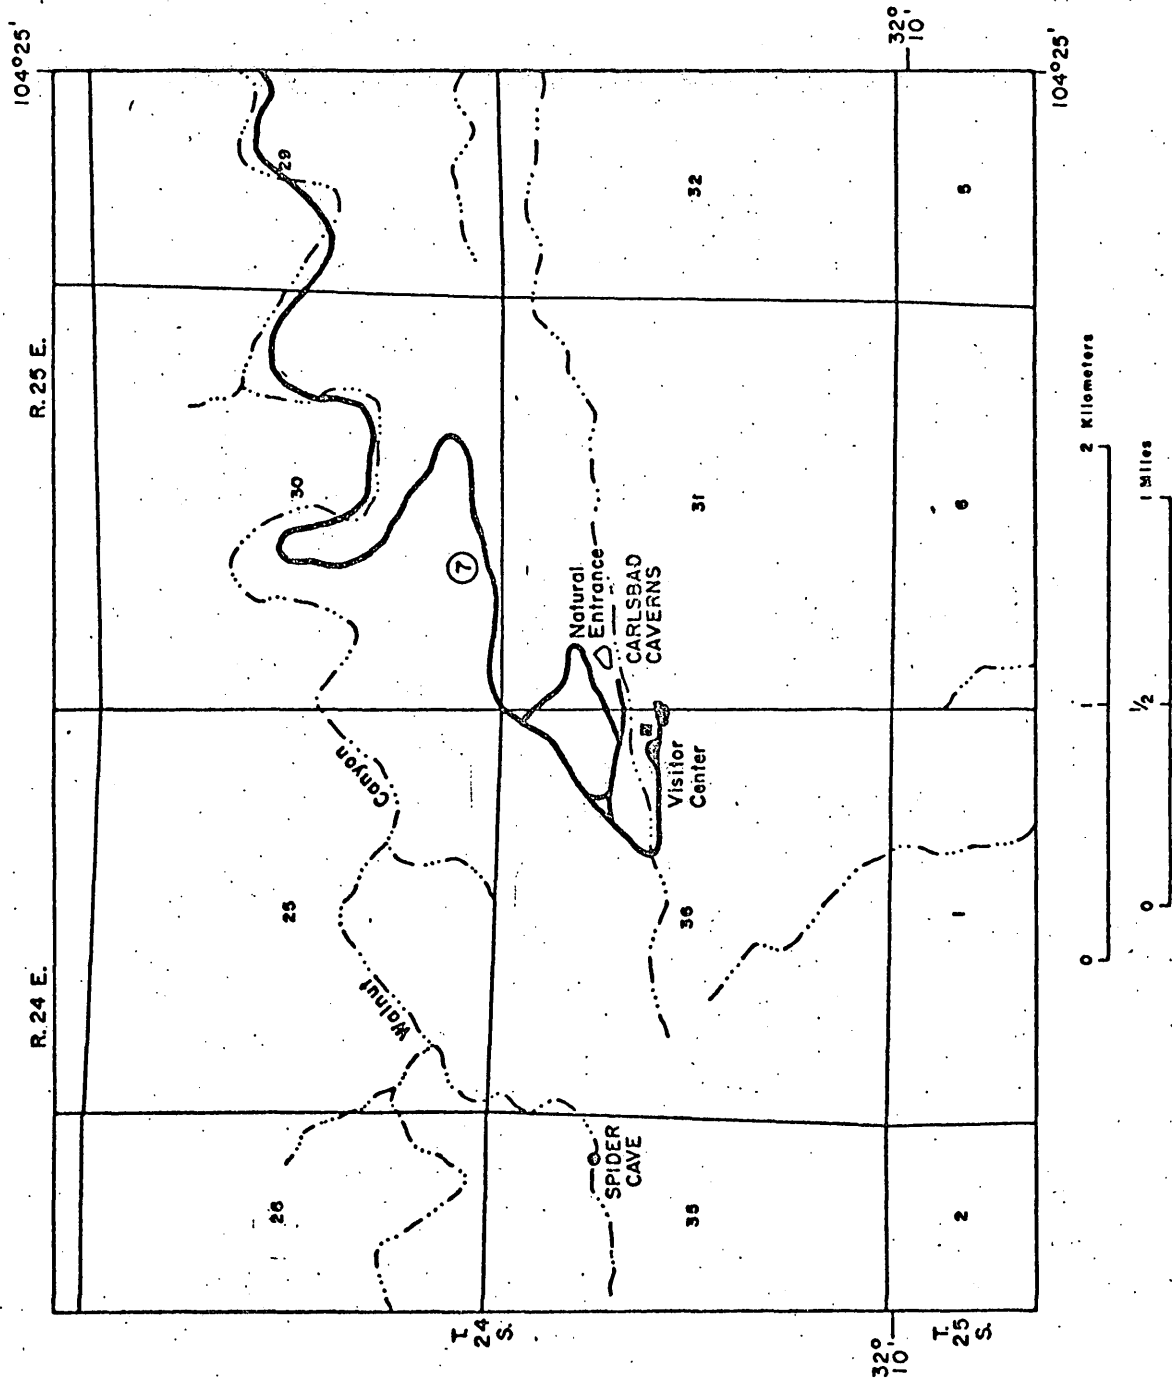 104°25'
R. 24 E.
R. 25 E.
32°
10'
26
25
30
29
Canyon
Walnut
7
T.
24
S.
Natural
Entrance
CARLSBAD
CAVERNS
Visitor
Center
SPIDER
CAVE
35
36
31
32
32°
10'
T.
25
S.
2
1
6
5
104°25'
0
1
2 Kilometers
0
1/2
1 Miles